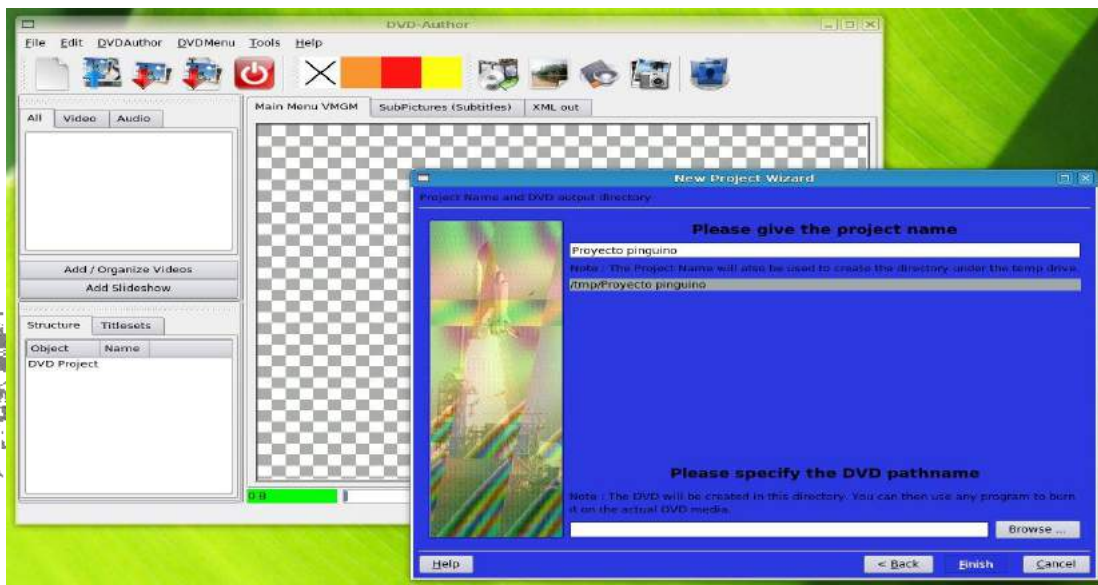 DVD-Author
File Edit DVDAuthor DVDMenu Tools Help
Main Menu VMGM SubPictures (Subtitles) XML out
All Video Audio
Add / Organize Videos
Add Slideshow
Structure Titlesets
Object Name
DVD Project
0 B
New Project Wizard
Project Name and DVD output directory
Please give the project name
Proyecto pinguino
Note : The Project Name will also be used to create the directory under the temp drive.
/tmp/Proyecto pinguino
Please specify the DVD pathname
Note : The DVD will be created in this directory. You can then use any program to burn
it on the actual DVD media.
Browse ...
Help < Back Finish Cancel